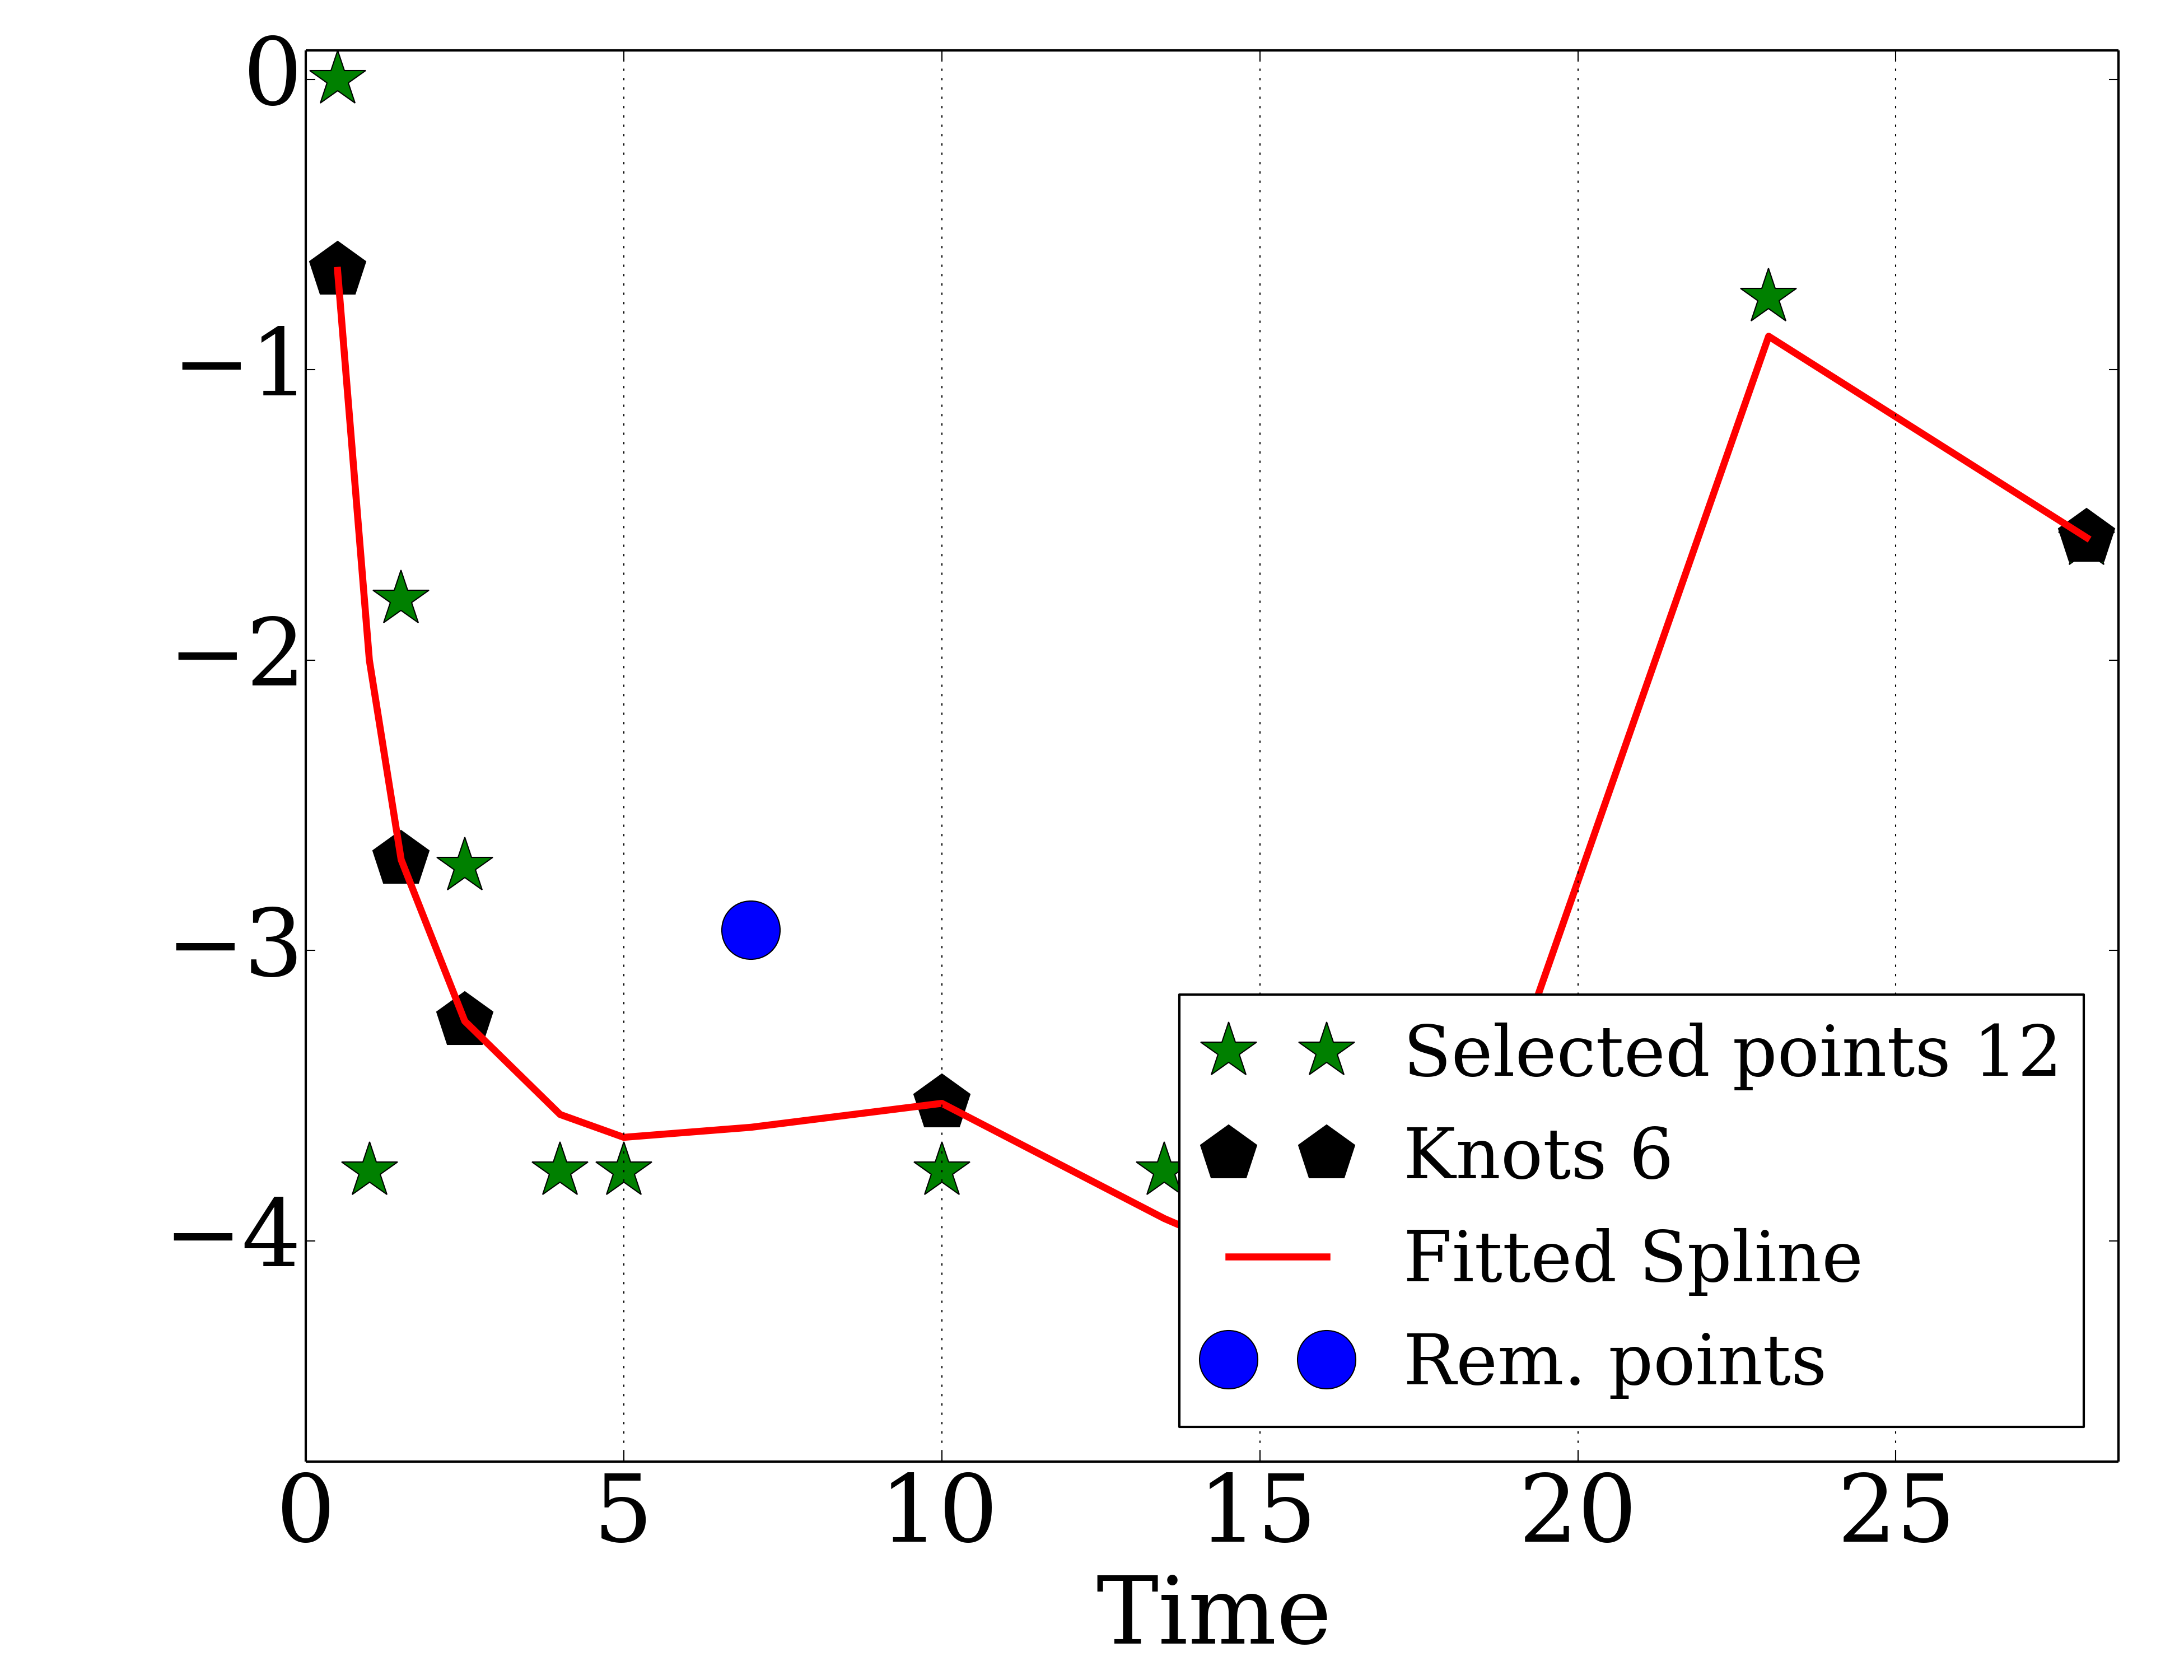 0
−1
−2
−3
−4
Selected points 12
Knots 6
Fitted Spline
Rem. points
0 5 10 15 20 25
Time